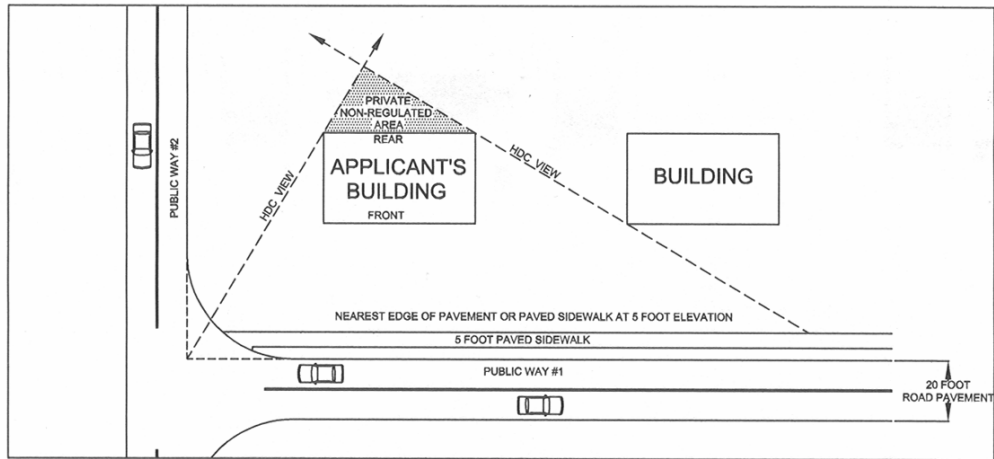 PRIVATE
NON-REGULATED
AREA
REAR
APPLICANT'S
BUILDING
FRONT
BUILDING
HDC VIEW
HDC VIEW
PUBLIC WAY #2
NEAREST EDGE OF PAVEMENT OR PAVED SIDEWALK AT 5 FOOT ELEVATION
5 FOOT PAVED SIDEWALK
PUBLIC WAY #1
20 FOOT
ROAD PAVEMENT